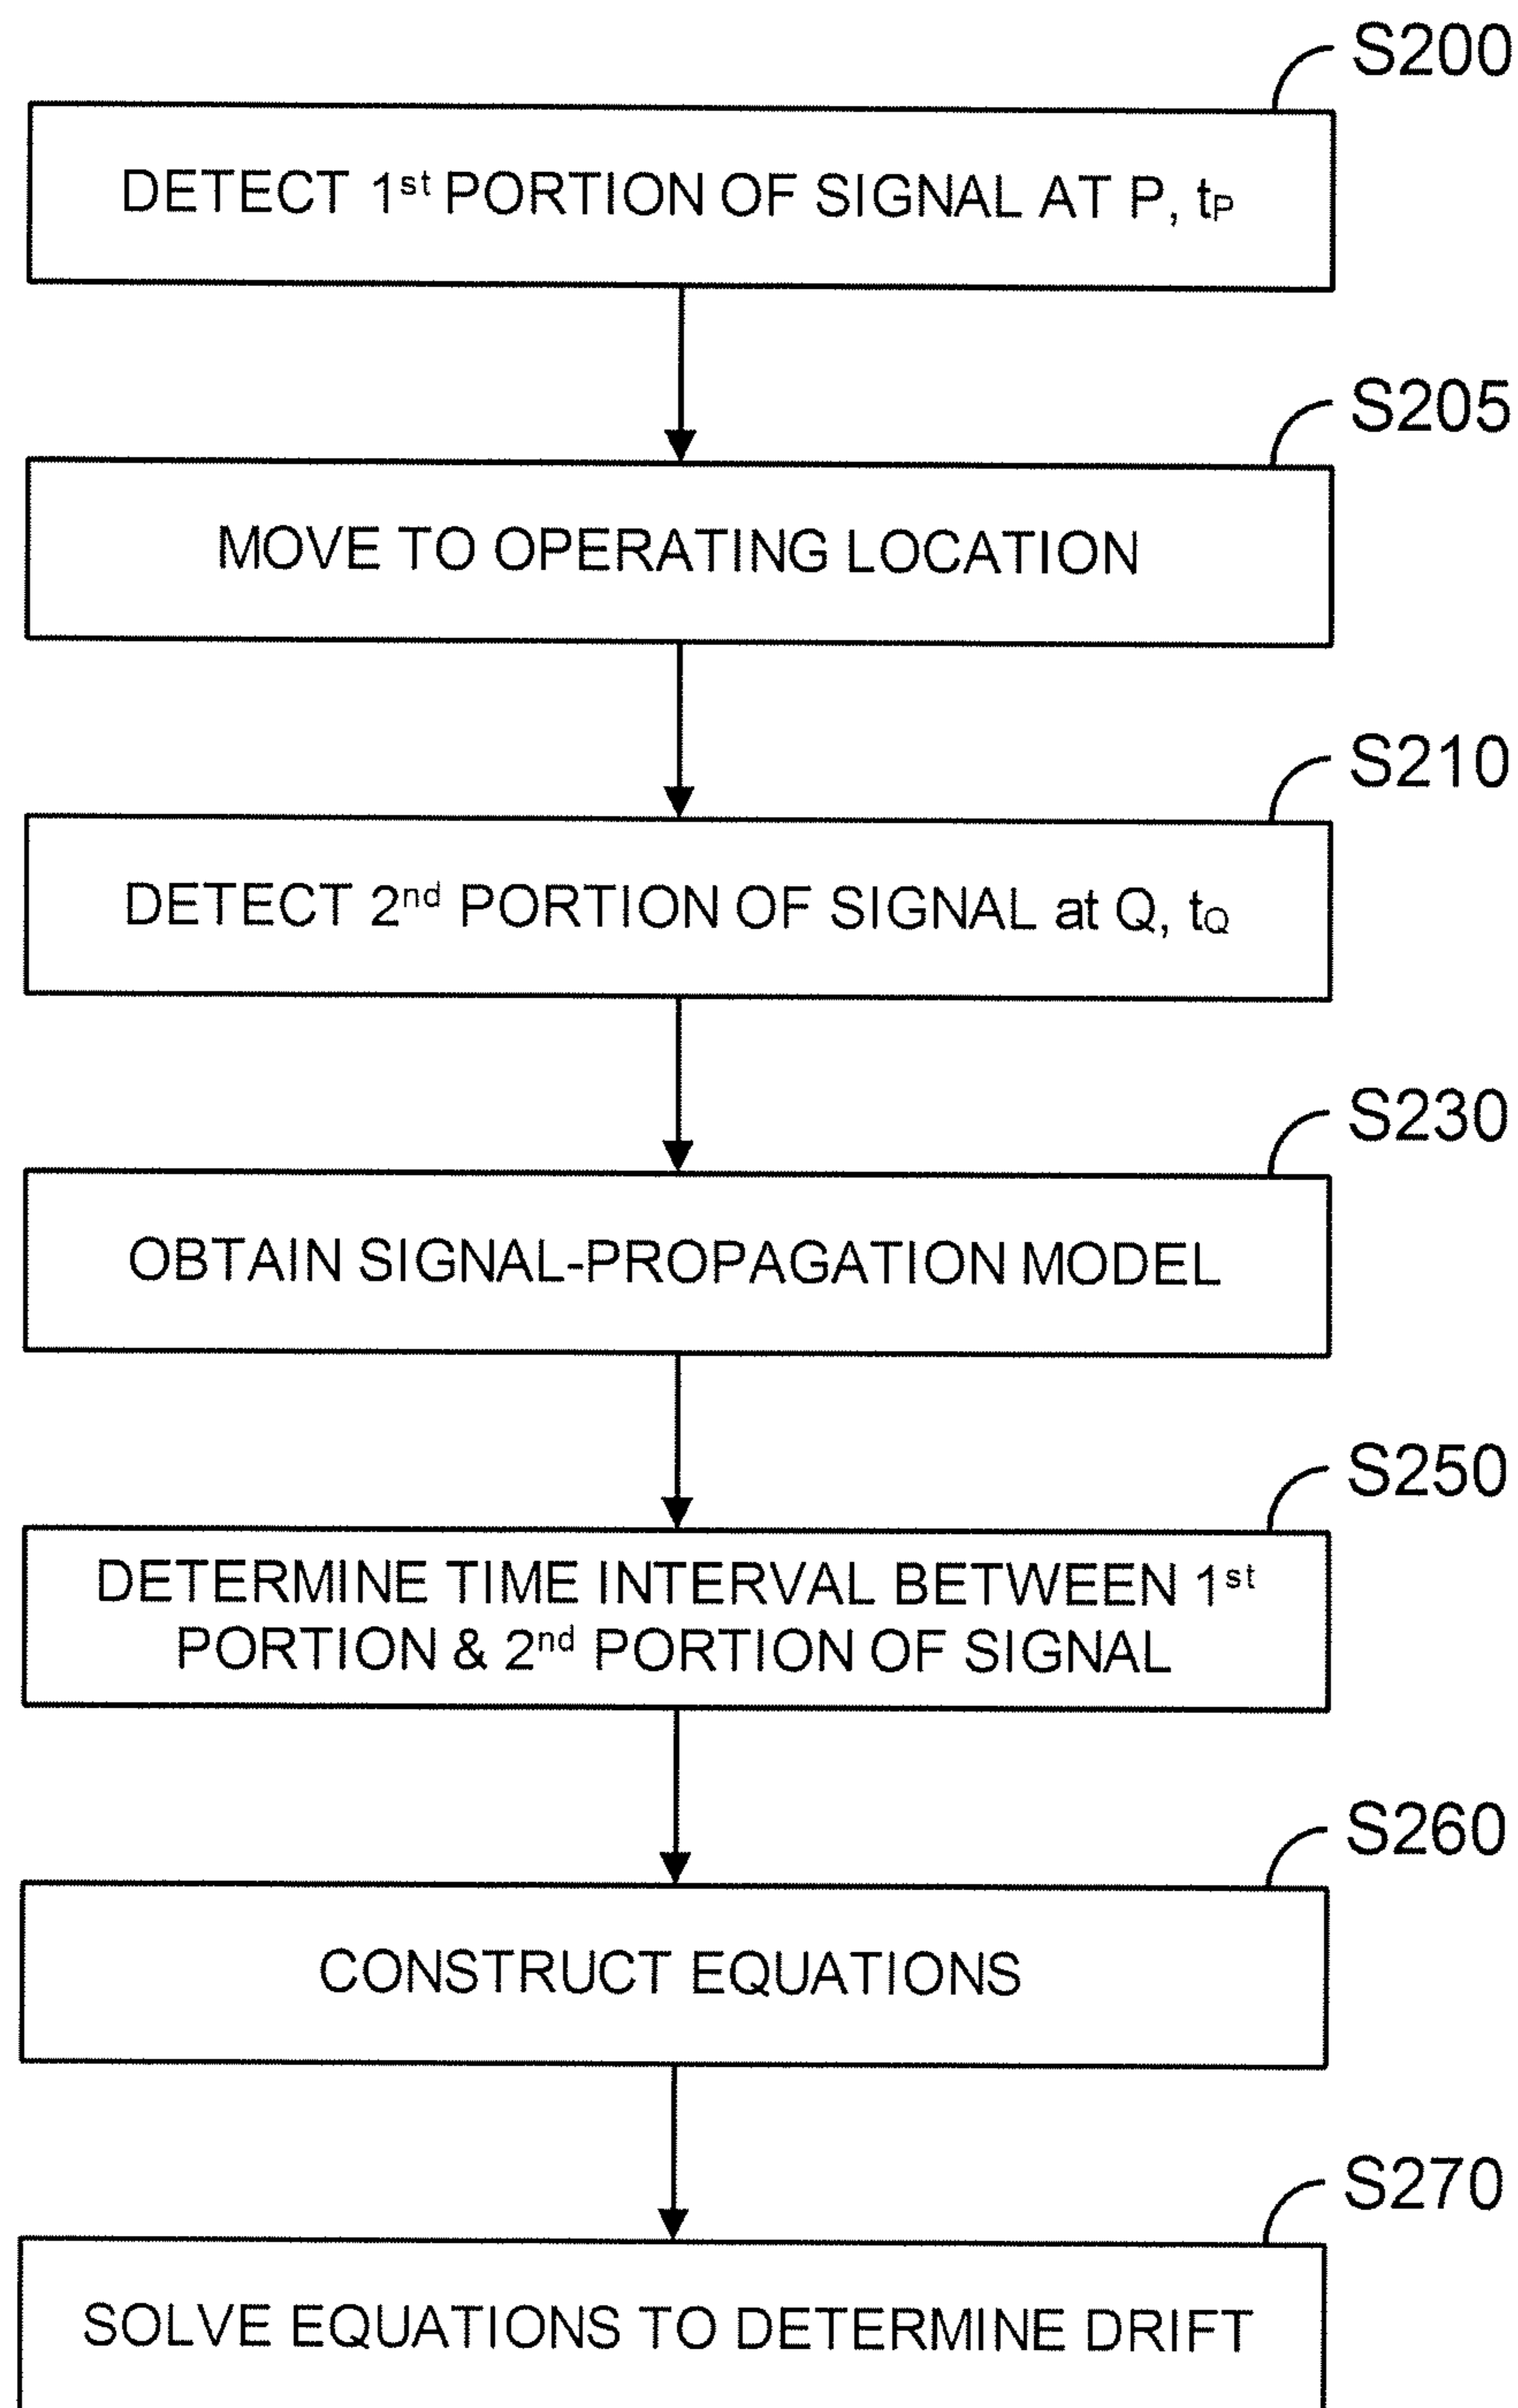 S200
DETECT 1st PORTION OF SIGNAL AT P, tP
S205
MOVE TO OPERATING LOCATION
S210
DETECT 2nd PORTION OF SIGNAL at Q, tQ
S230
OBTAIN SIGNAL-PROPAGATION MODEL
S250
DETERMINE TIME INTERVAL BETWEEN 1st
PORTION & 2nd PORTION OF SIGNAL
S260
CONSTRUCT EQUATIONS
S270
SOLVE EQUATIONS TO DETERMINE DRIFT